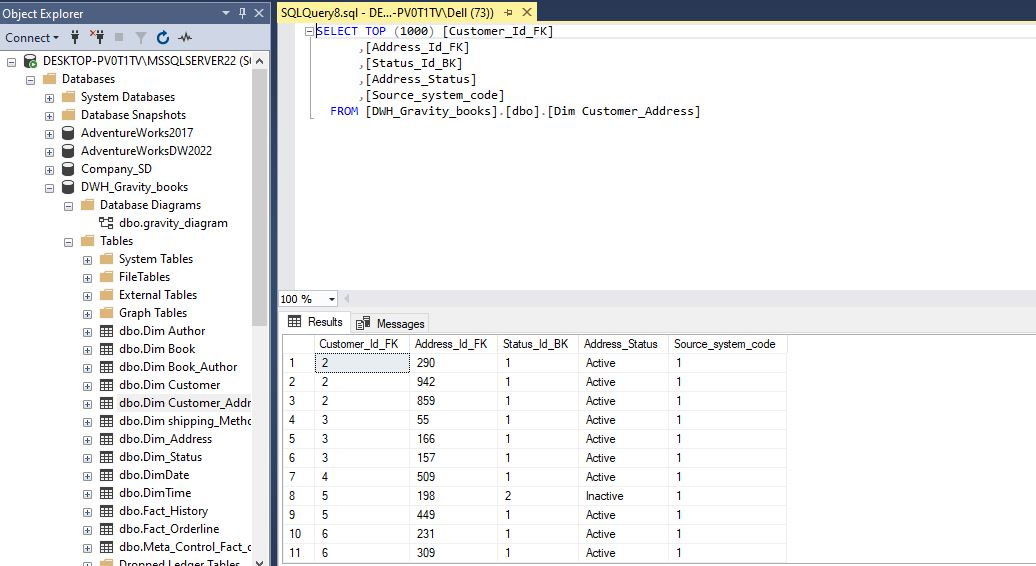 Object Explorer
Connect
DESKTOP-PV0T1TV\MSSQLSERVER22 (SQ
Databases
System Databases
Database Snapshots
AdventureWorks2017
AdventureWorksDW2022
Company_SD
DWH_Gravity_books
Database Diagrams
dbo.gravity_diagram
Tables
System Tables
FileTables
External Tables
Graph Tables
dbo.Dim Author
dbo.Dim Book
dbo.Dim Book_Author
dbo.Dim Customer
dbo.Dim Customer_Addr
dbo.Dim shipping_Metho
dbo.Dim_Address
dbo.Dim_Status
dbo.DimDate
dbo.DimTime
dbo.Fact_History
dbo.Fact_Orderline
dbo.Meta_Control_Fact_o
Dropped Ledger Tables
SQLQuery8.sql - DE...-PV0T1TV\Dell (73))
SELECT TOP (1000) [Customer_Id_FK]
,[Address_Id_FK]
,[Status_Id_BK]
,[Address_Status]
,[Source_system_code]
FROM [DWH_Gravity_books].[dbo].[Dim Customer_Address]
100 %
Results Messages
Customer_Id_FK Address_Id_FK Status_Id_BK Address_Status Source_system_code
1 2 290 1 Active 1
2 2 942 1 Active 1
3 2 859 1 Active 1
4 3 55 1 Active 1
5 3 166 1 Active 1
6 3 157 1 Active 1
7 4 509 1 Active 1
8 5 198 2 Inactive 1
9 5 449 1 Active 1
10 6 231 1 Active 1
11 6 309 1 Active 1